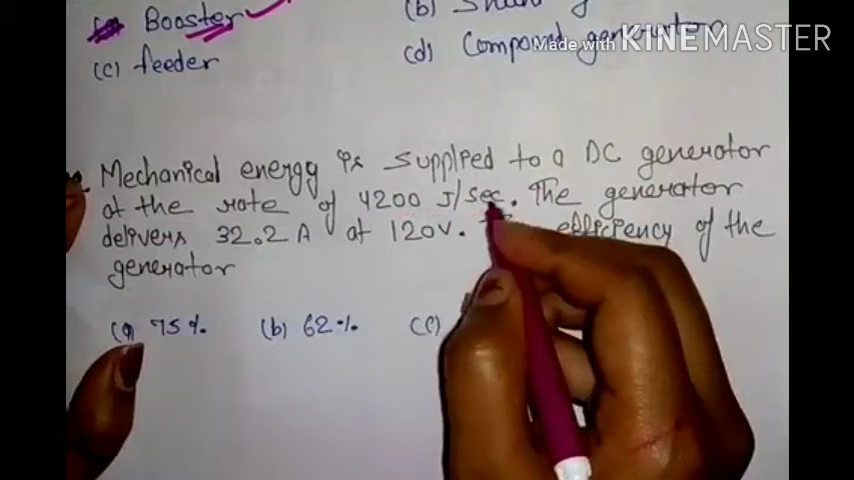 Booster (b) Shunt g
Made with KINEMASTER
(c) feeder (d) Compound generator
Mechanical energy is supplied to a DC generator
at the rate of 4200 J/sec. The generator
delivers 32.2 A at 120V. efficiency of the
generator
(a) 75% (b) 62% (c)